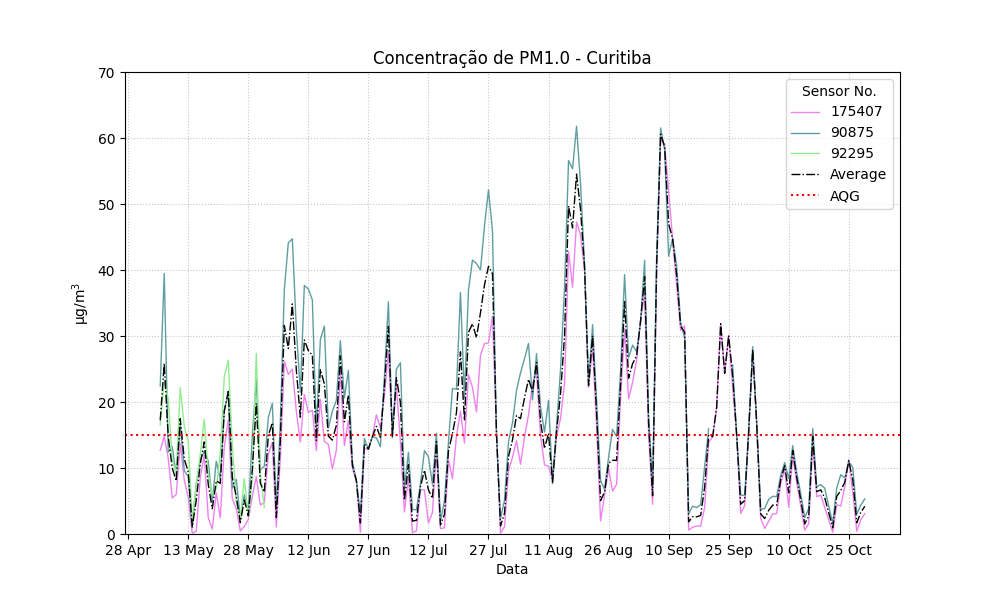 Concentração de PM1.0 - Curitiba
Sensor No.
175407
90875
92295
Average
AQG
µg/m³
70
60
50
40
30
20
10
0
28 Apr 13 May 28 May 12 Jun 27 Jun 12 Jul 27 Jul 11 Aug 26 Aug 10 Sep 25 Sep 10 Oct 25 Oct
Data